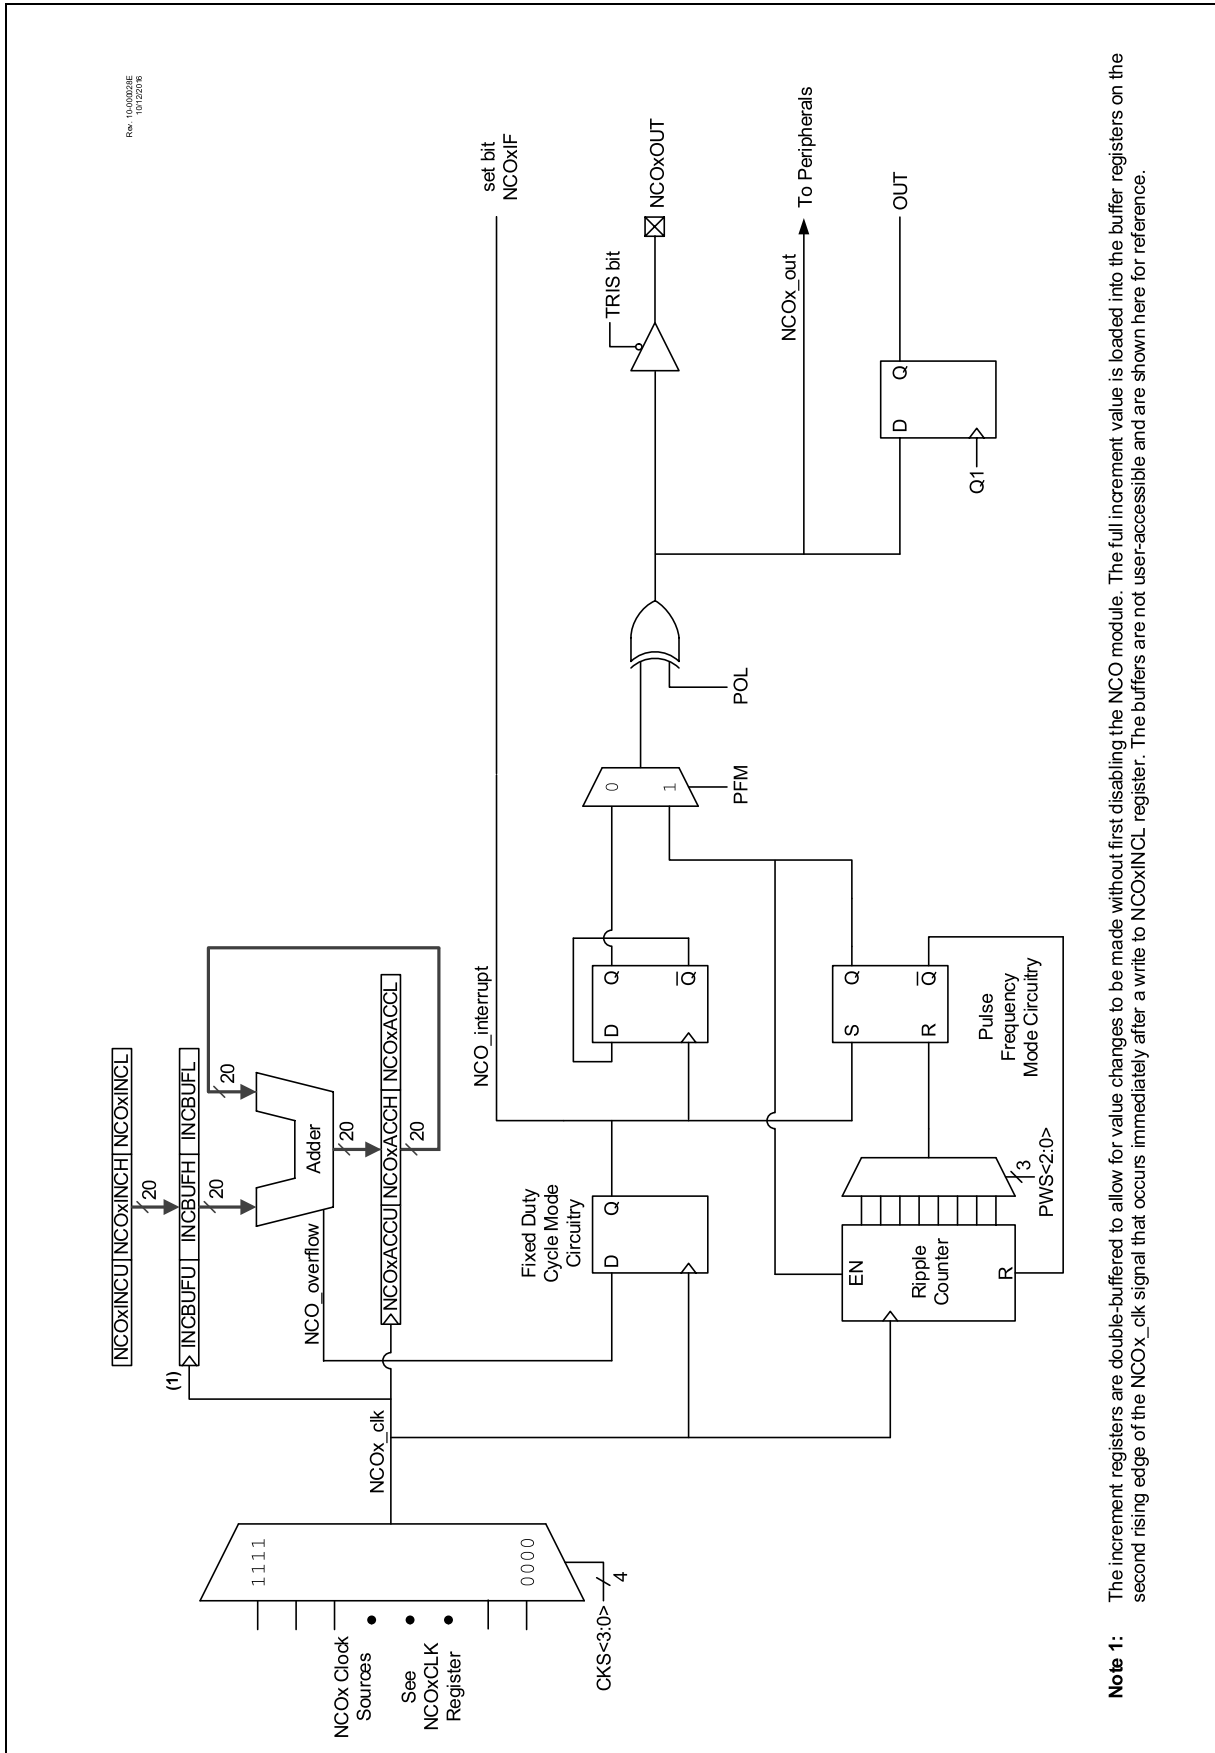 Rev. 10-000028E
10/12/2016
NCOxINCU NCOxINCH NCOxINCL
20
(1)
INCBUFU INCBUFH INCBUFL
20
20
Adder
NCO_overflow
20
NCOxACCU NCOxACCH NCOxACCL
20
NCOx_clk
1111
0000
NCOx Clock
Sources
See
NCOxCLK
Register
CKS<3:0>
4
NCO_interrupt
set bit
NCOxIF
Fixed Duty
Cycle Mode
Circuitry
D
Q
D
Q
Q
0
1
PFM
POL
TRIS bit
NCOxOUT
NCOx_out
To Peripherals
D
Q
Q1
OUT
EN
Ripple
Counter
R
3
PWS<2:0>
S
Q
R
Q
Pulse
Frequency
Mode Circuitry
Note 1: The increment registers are double-buffered to allow for value changes to be made without first disabling the NCO module. The full increment value is loaded into the buffer registers on the
second rising edge of the NCOx_clk signal that occurs immediately after a write to NCOxINCL register. The buffers are not user-accessible and are shown here for reference.